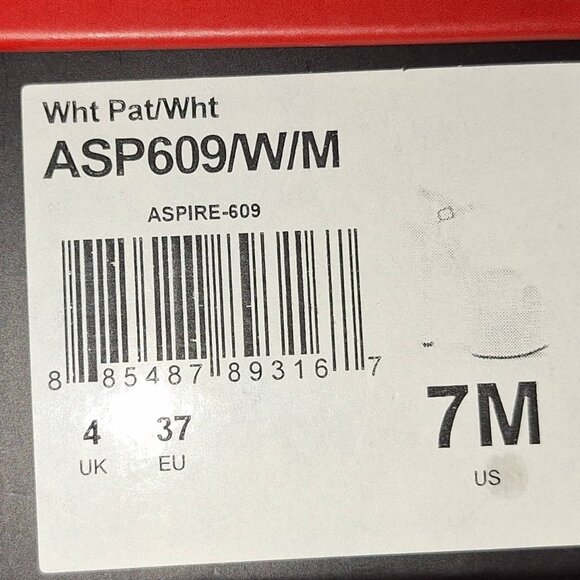 Wht Pat/Wht
ASP609/W/M
ASPIRE-609
8 85487 89316 7
4 37 7M
UK EU US